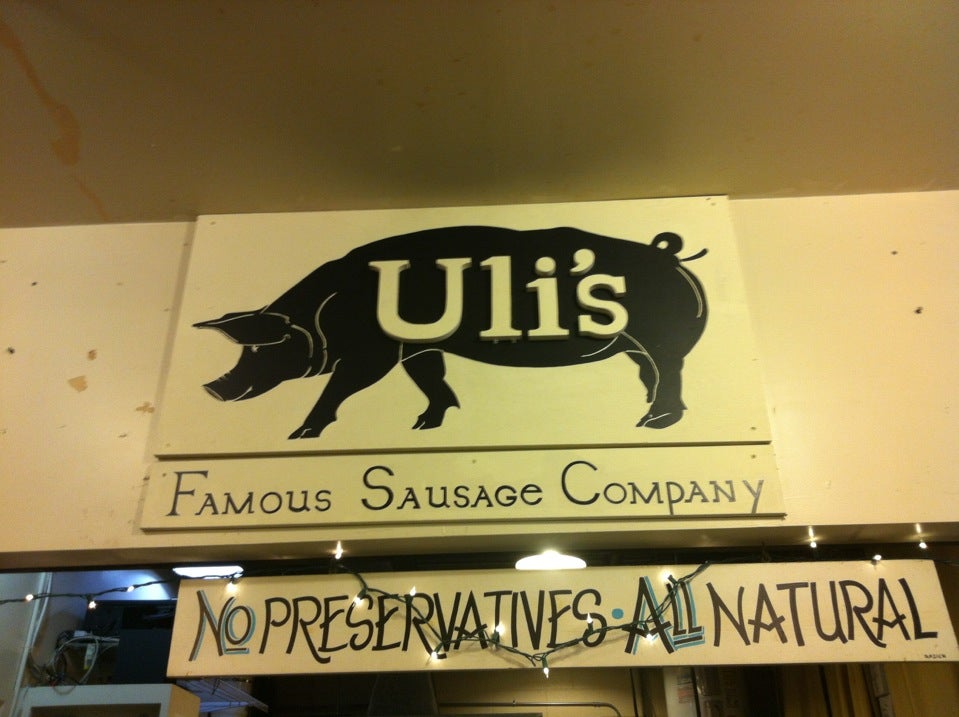 Uli's
Famous Sausage Company
No PRESERVATIVES · All NATURAL